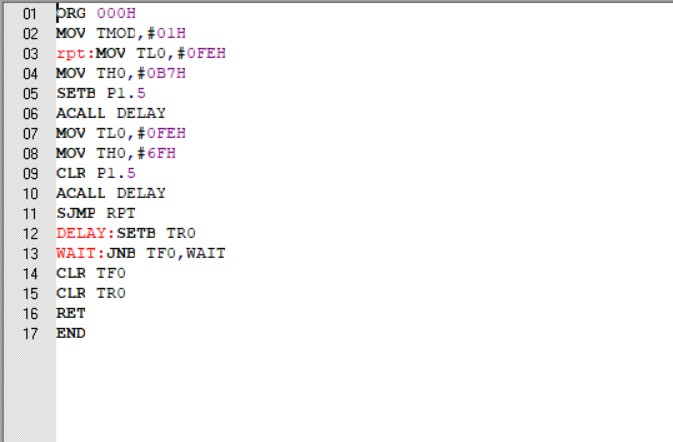 01 ORG 000H
02 MOV TMOD,#01H
03 rpt:MOV TL0,#0FEH
04 MOV TH0,#0B7H
05 SETB P1.5
06 ACALL DELAY
07 MOV TL0,#0FEH
08 MOV TH0,#6FH
09 CLR P1.5
10 ACALL DELAY
11 SJMP RPT
12 DELAY:SETB TR0
13 WAIT:JNB TF0,WAIT
14 CLR TF0
15 CLR TR0
16 RET
17 END